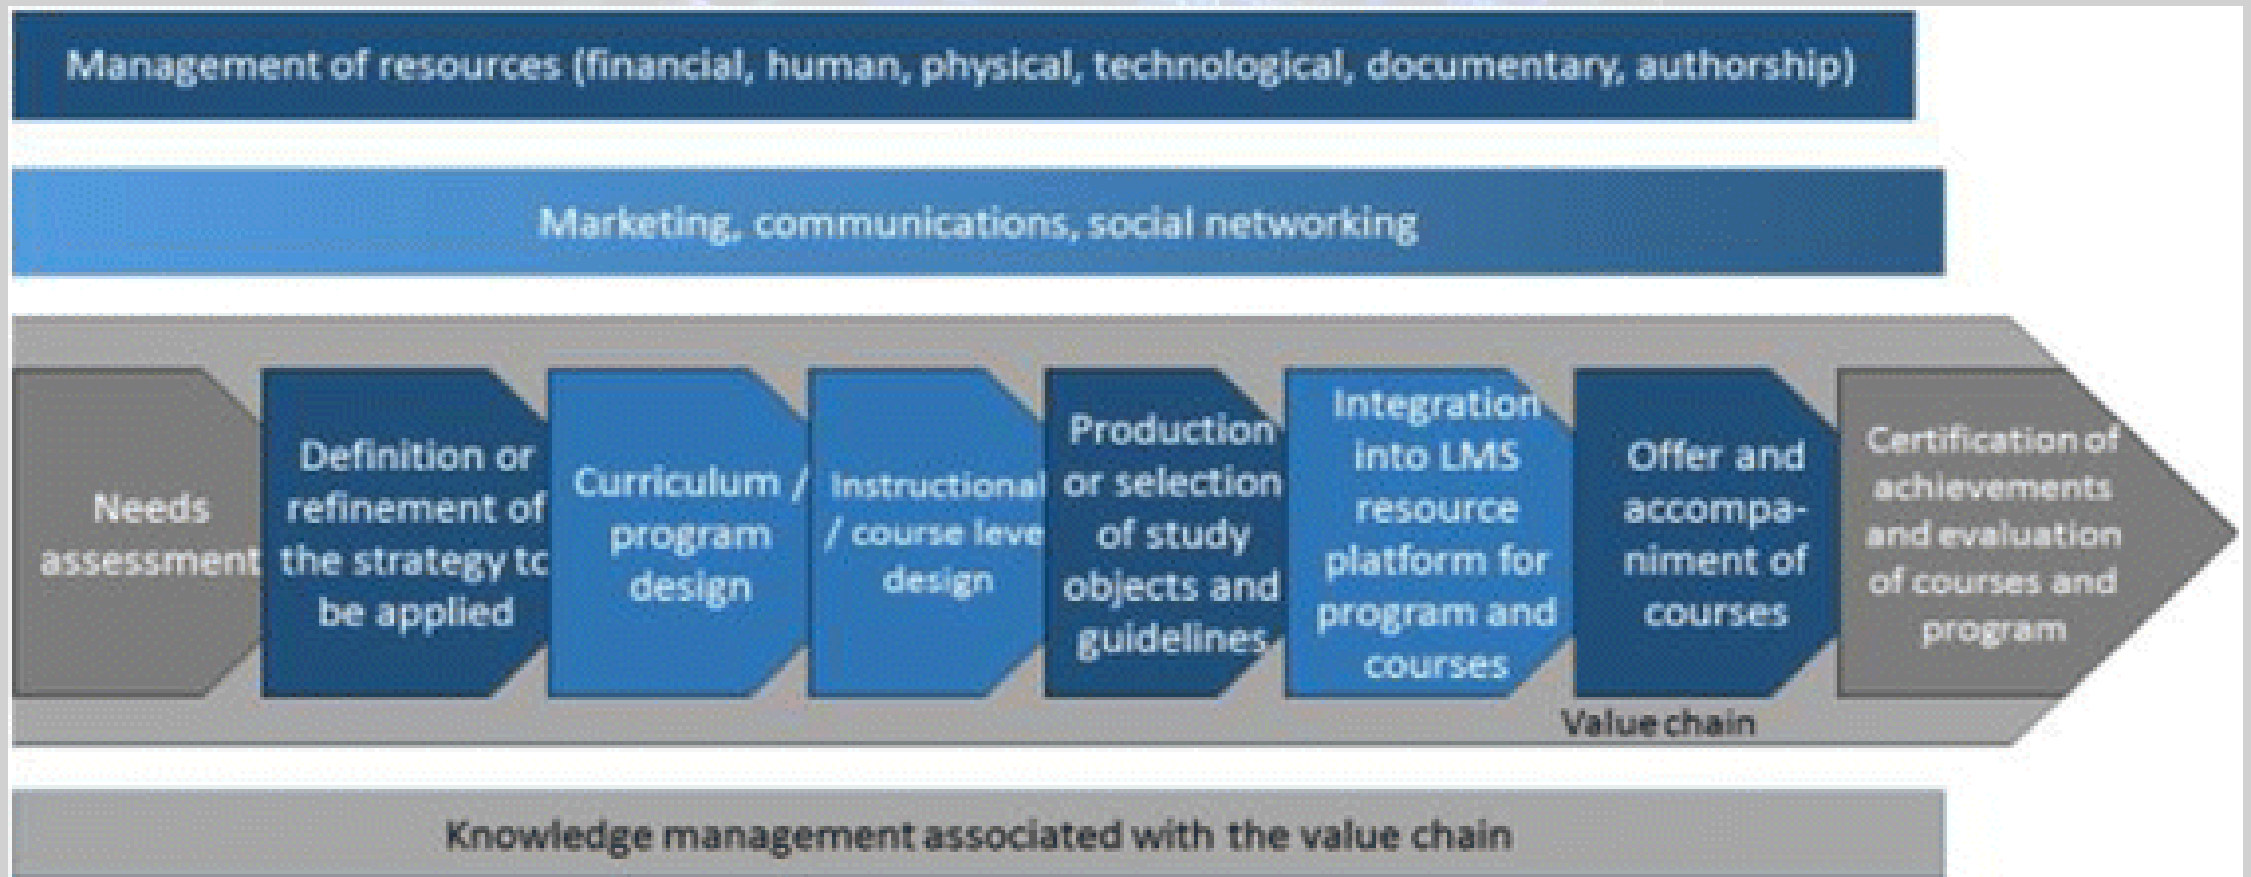 Management of resources (financial, human, physical, technological, documentary, authorship)
Marketing, communications, social networking
Needs
assessment
Definition or
refinement of
the strategy to
be applied
Curriculum /
program
design
Instructional
/ course leve
design
Production
or selection
of study
objects and
guidelines
Integration
into LMS
resource
platform for
program and
courses
Offer and
accompa-
niment of
courses
Certification of
achievements
and evaluation
of courses and
program
Value chain
Knowledge management associated with the value chain